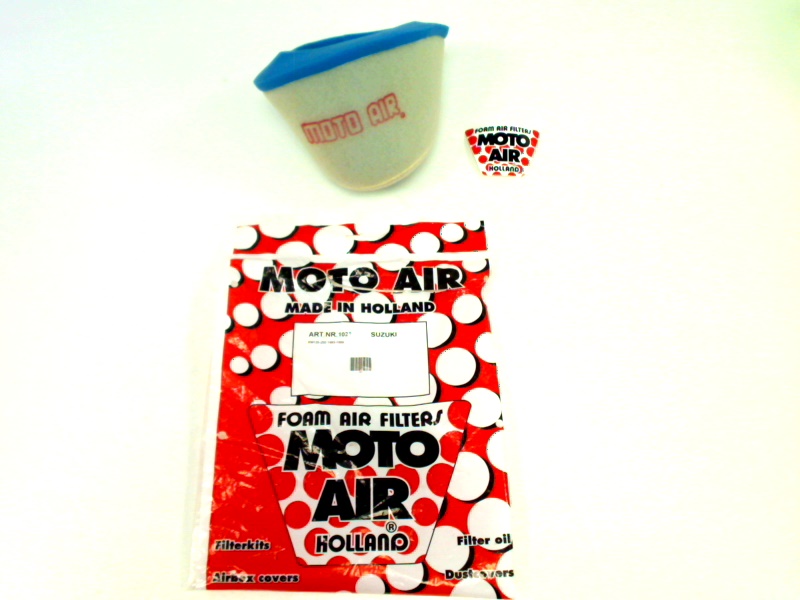 MOTO AIR
FOAM AIR FILTERS
MOTO
AIR
HOLLAND
MOTO AIR
MADE IN HOLLAND
ART.NR. SUZUKI
FOAM AIR FILTERS
MOTO
AIR
®
HOLLAND
Filterkits
Filter oil
Airbox covers
Dustcovers